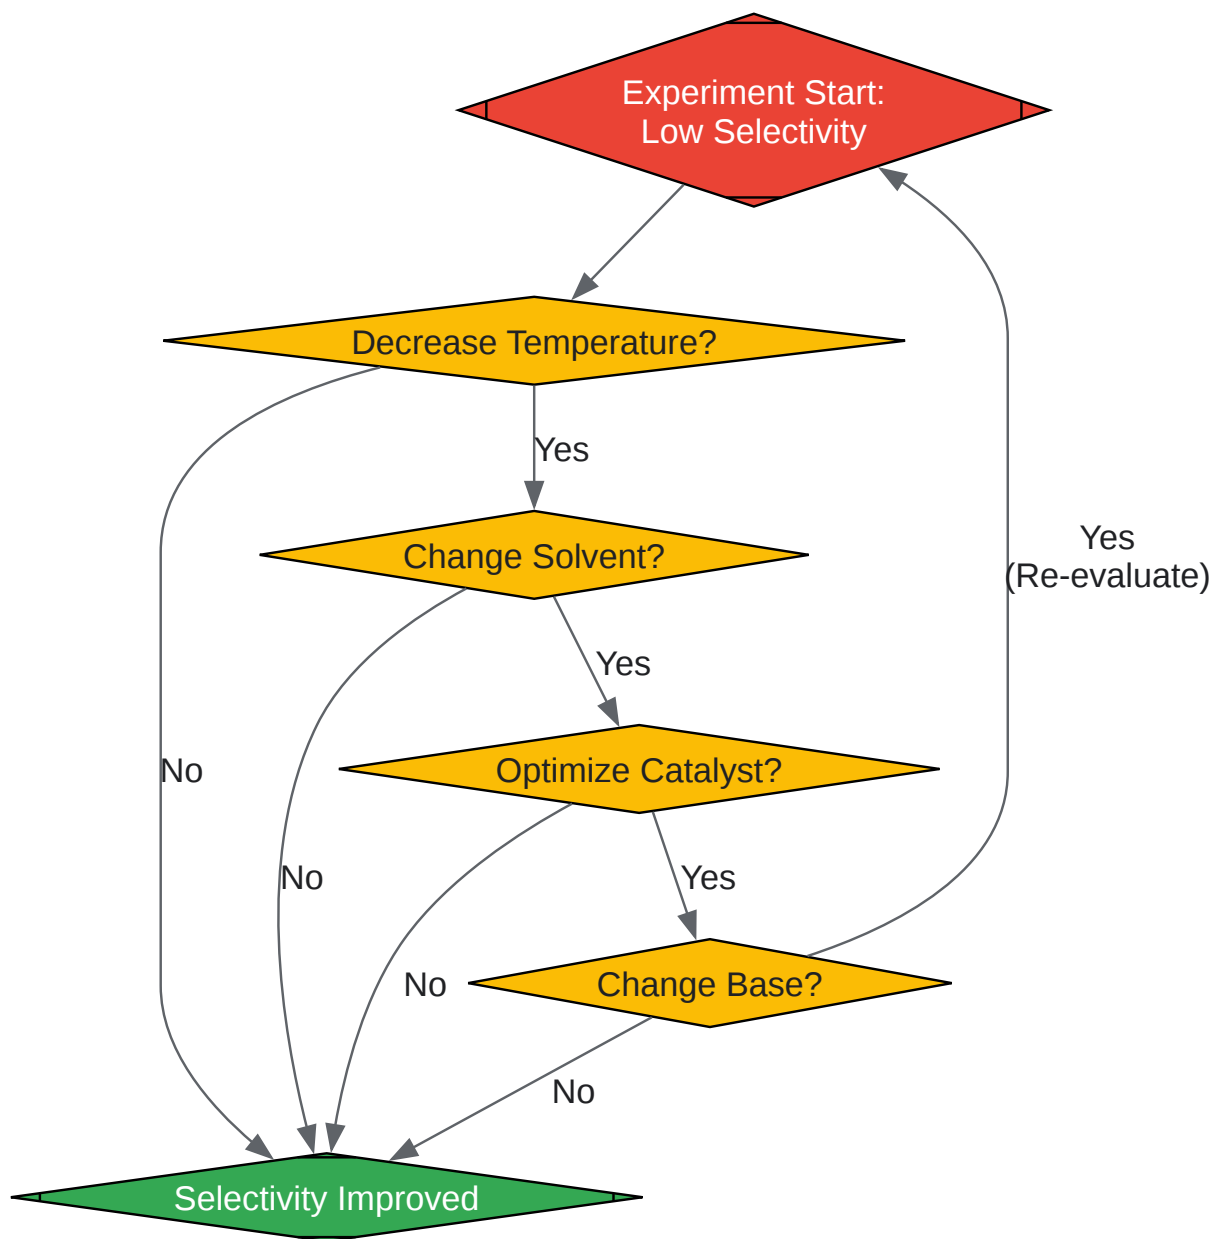 Experiment Start:
Low Selectivity
Decrease Temperature?
Yes
Change Solvent?
Yes
(Re-evaluate)
Yes
No
Optimize Catalyst?
No
Yes
No
Change Base?
No
Selectivity Improved